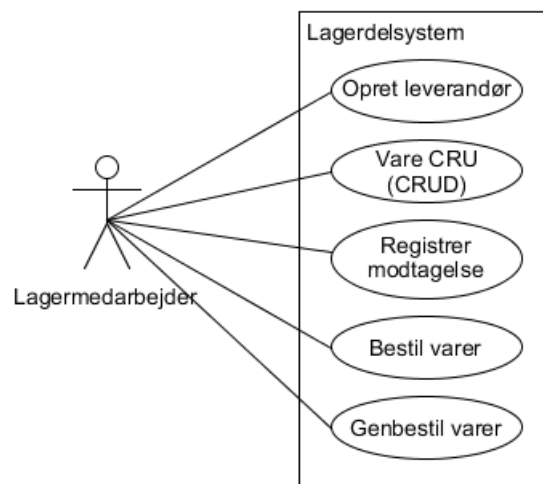 Lagerdelsystem
Opret leverandør
Vare CRU
(CRUD)
Registrer
modtagelse
Lagermedarbejder
Bestil varer
Genbestil varer